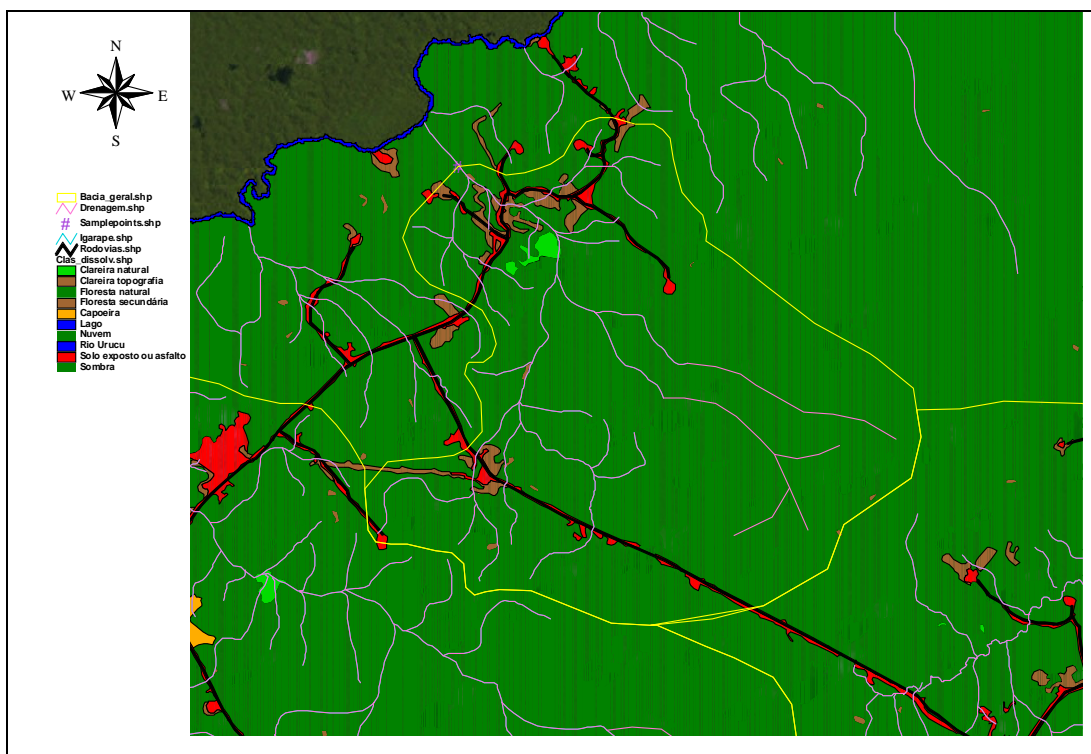 N
W E
S
Bacia_geral.shp
Drenagem.shp
# Samplepoints.shp
Igarape.shp
Rodovias.shp
Clas_dissolv.shp
Clareira natural
Clareira topografia
Floresta natural
Floresta secundária
Capoeira
Lago
Nuvem
Rio Urucu
Solo exposto ou asfalto
Sombra